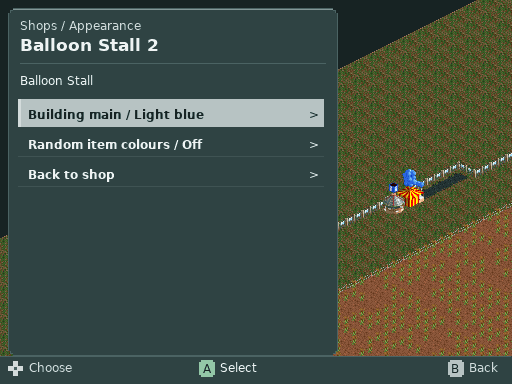 Shops / Appearance
Balloon Stall 2
Balloon Stall
Building main / Light blue >
Random item colours / Off >
Back to shop >
Choose A Select B Back